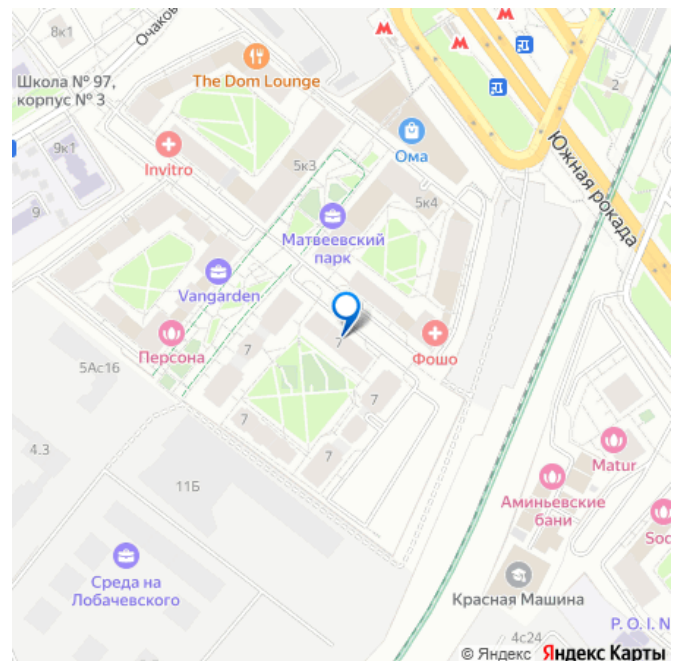 8к1
Очаков
The Dom Lounge
2
Школа № 97,
корпус № 3
Ома
Южная рокада
9к1
Invitro
5к3
9
5к4
Матвеевский
парк
Vangarden
7
7
Персона
Фошо
5Ас16
7
7
7
4.3
11Б
Matur
Аминьевские
бани
Soc
Среда на
Лобачевского
Красная Машина
P. O. I. N
4с24
© Яндекс Яндекс Карты